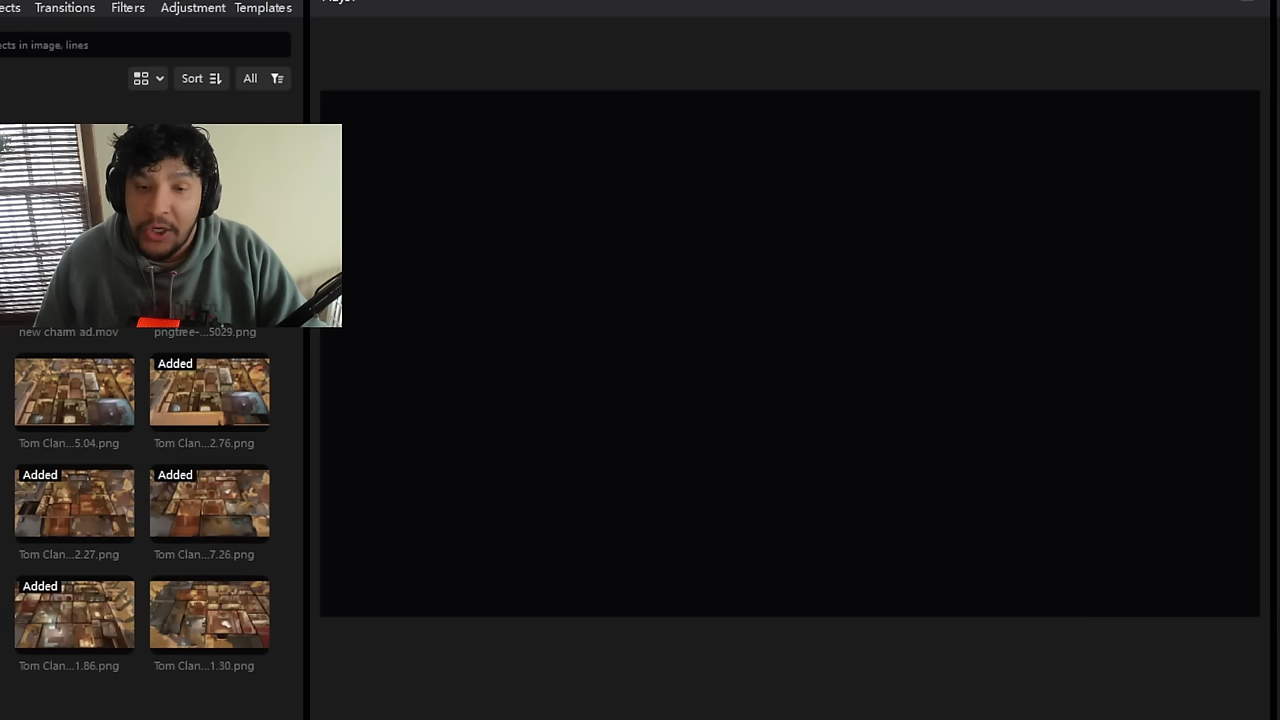 ects Transitions Filters Adjustment Templates
ects in image, lines
Sort All
new charm ad.mov pngtree-...5029.png
Added
Tom Clan...5.04.png Tom Clan...2.76.png
Added Added
Tom Clan...2.27.png Tom Clan...7.26.png
Added
Tom Clan...1.86.png Tom Clan...1.30.png